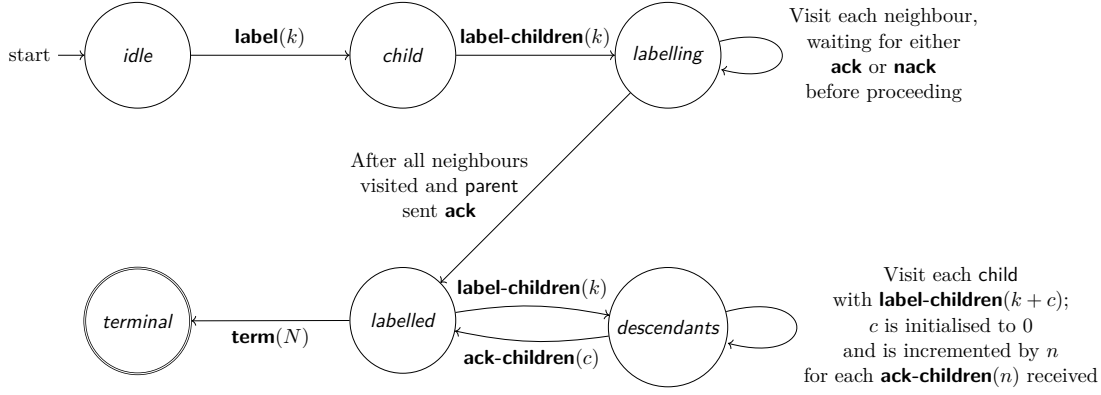 start
idle
label(k)
child
label-children(k)
labelling
Visit each neighbour,
waiting for either
ack or nack
before proceeding
After all neighbours
visited and parent
sent ack
terminal
term(N)
labelled
label-children(k)
ack-children(c)
descendants
Visit each child
with label-children(k + c);
c is initialised to 0
and is incremented by n
for each ack-children(n) received